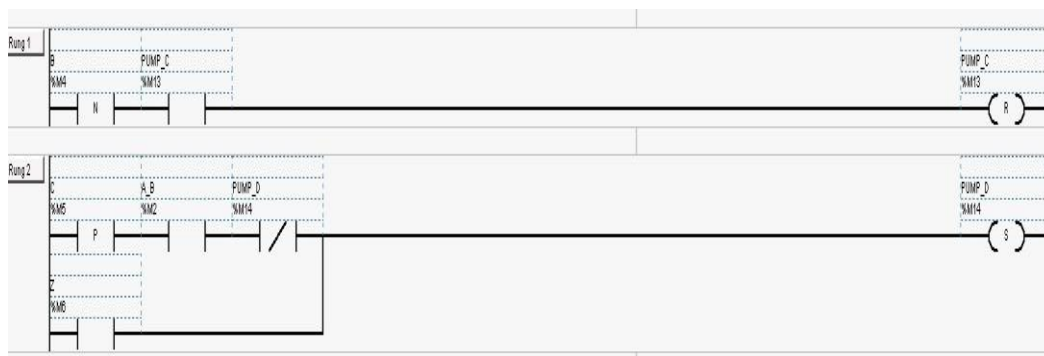 Rung 1
B PUMP_C PUMP_C
%M4 %M13 %M13
N R
Rung 2
C A_B PUMP_D PUMP_D
%M5 %M2 %M14 %M14
P S
Z
%M6